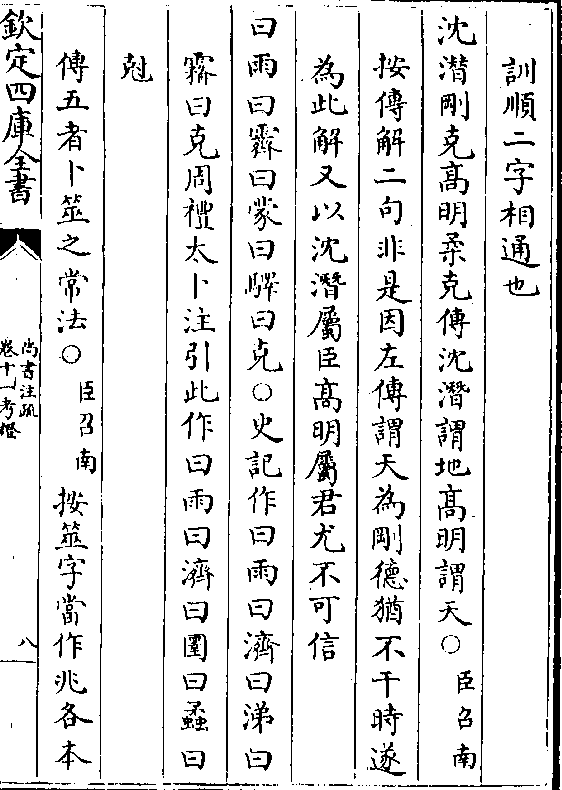 訓順二字相通也
沈潛剛克髙明柔克傳沈潛謂地髙明謂天○臣召南
按傳解二句非是因左傳謂天為剛德猶不干時遂
為此解又以沈潛屬臣髙明屬君尤不可信
曰雨曰霽曰蒙曰驛曰克○史記作曰雨曰濟曰涕曰
霧曰克周禮太卜注引此作曰雨曰濟曰圛曰蟊曰
尅
傳五者卜筮之常法○臣召南按筮字當作兆各本
欽定四庫全書
尚書注疏
卷十一考證
八